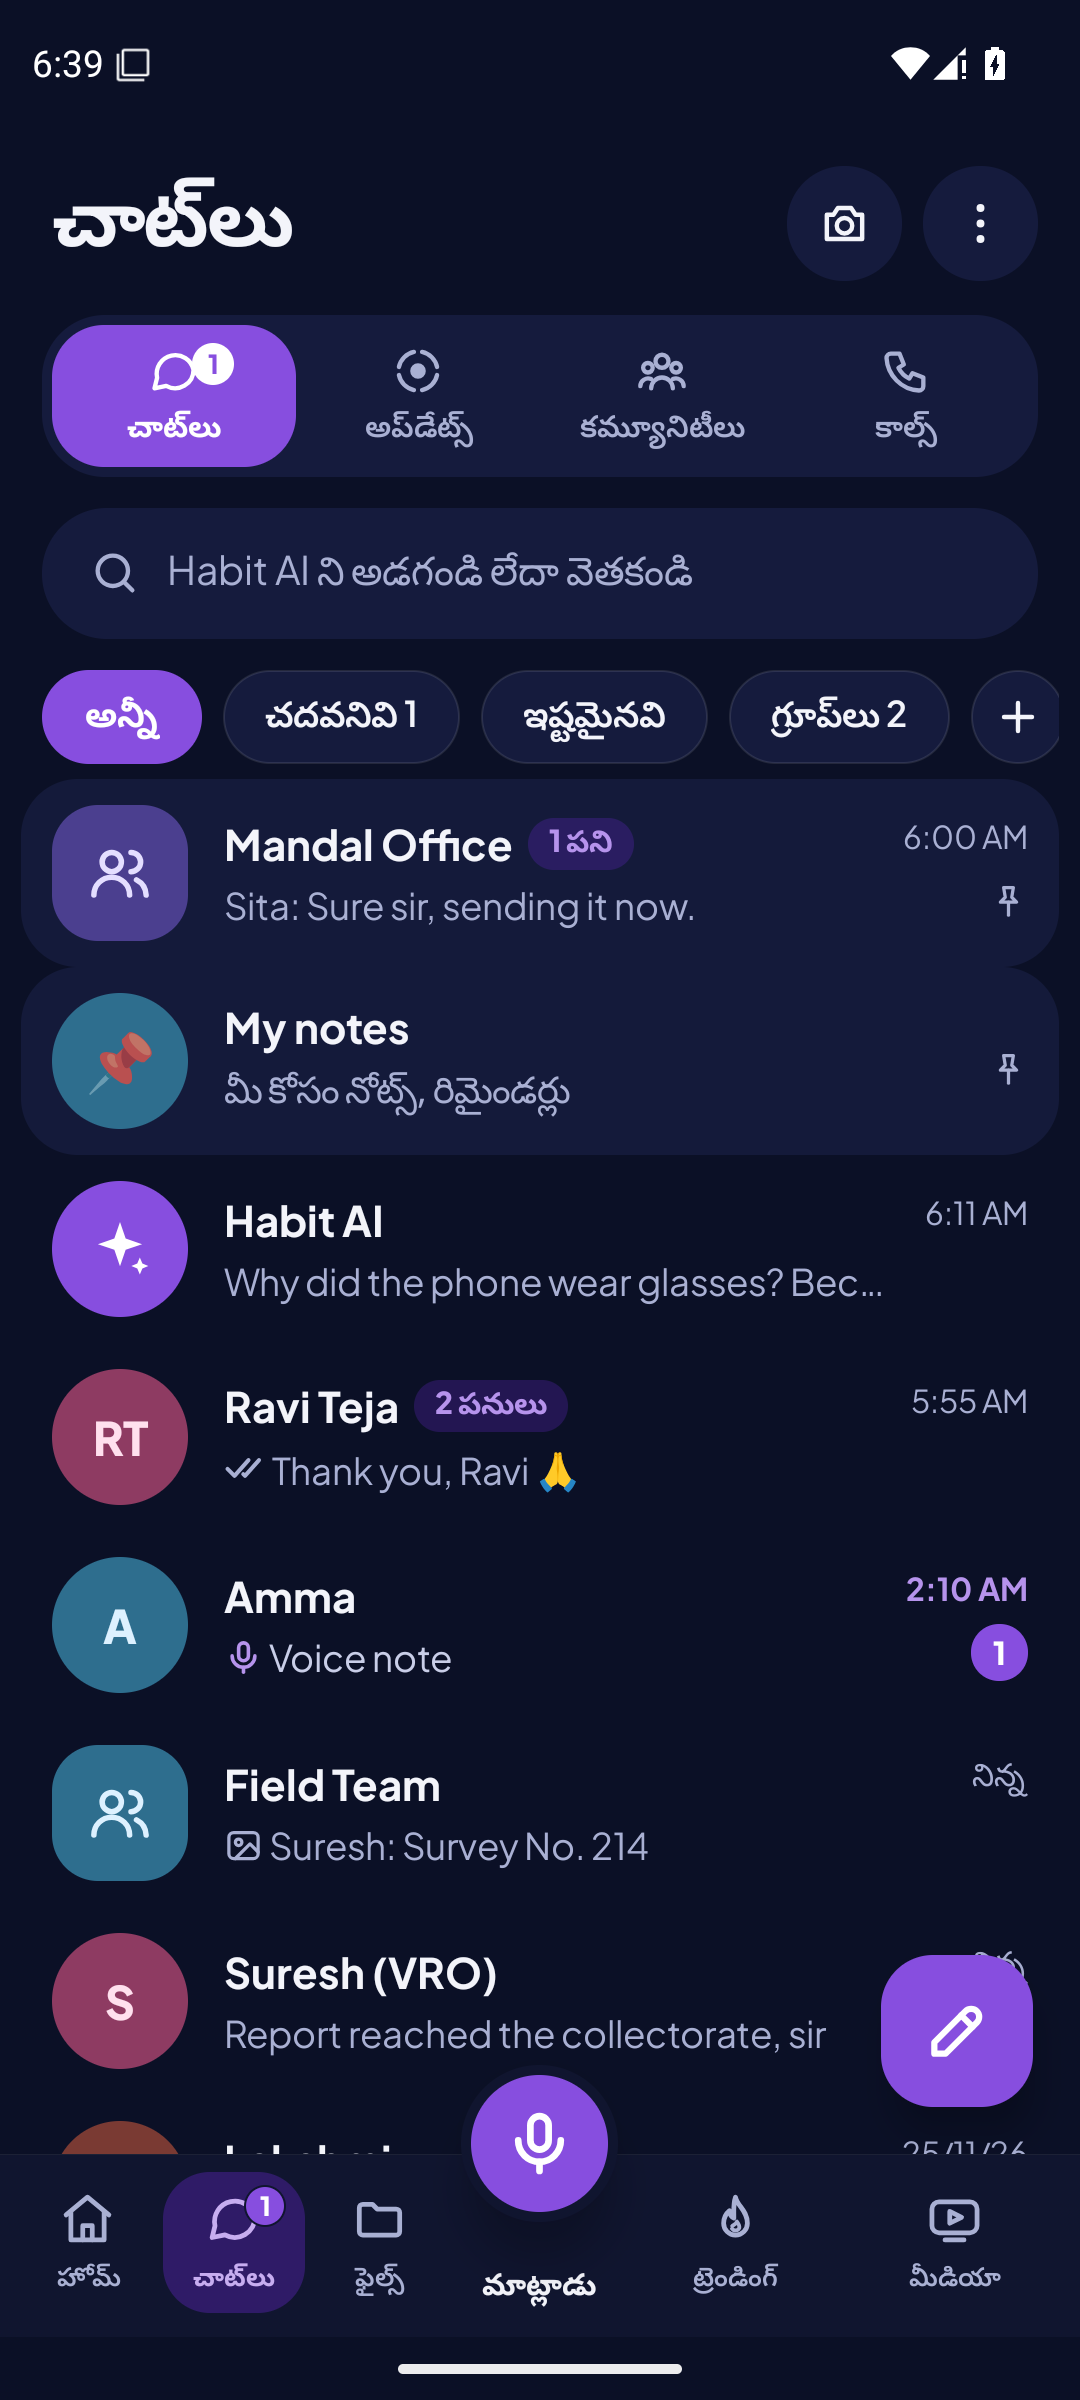 6:39
చాట్‌లు
1
చాట్‌లు
అప్‌డేట్స్
కమ్యూనిటీలు
కాల్స్
Habit AI ని అడగండి లేదా వెతకండి
అన్నీ
చదవనివి 1
ఇష్టమైనవి
గ్రూప్‌లు 2
Mandal Office 1 పని 6:00 AM
Sita: Sure sir, sending it now.
My notes
మీ కోసం నోట్స్, రిమైండర్లు
Habit AI 6:11 AM
Why did the phone wear glasses? Bec...
RT
Ravi Teja 2 పనులు 5:55 AM
Thank you, Ravi 🙏
A
Amma 2:10 AM
Voice note 1
Field Team నిన్న
Suresh: Survey No. 214
S
Suresh (VRO)
Report reached the collectorate, sir
1
హోమ్
చాట్‌లు
ఫైల్స్
మాట్లాడు
ట్రెండింగ్
మీడియా